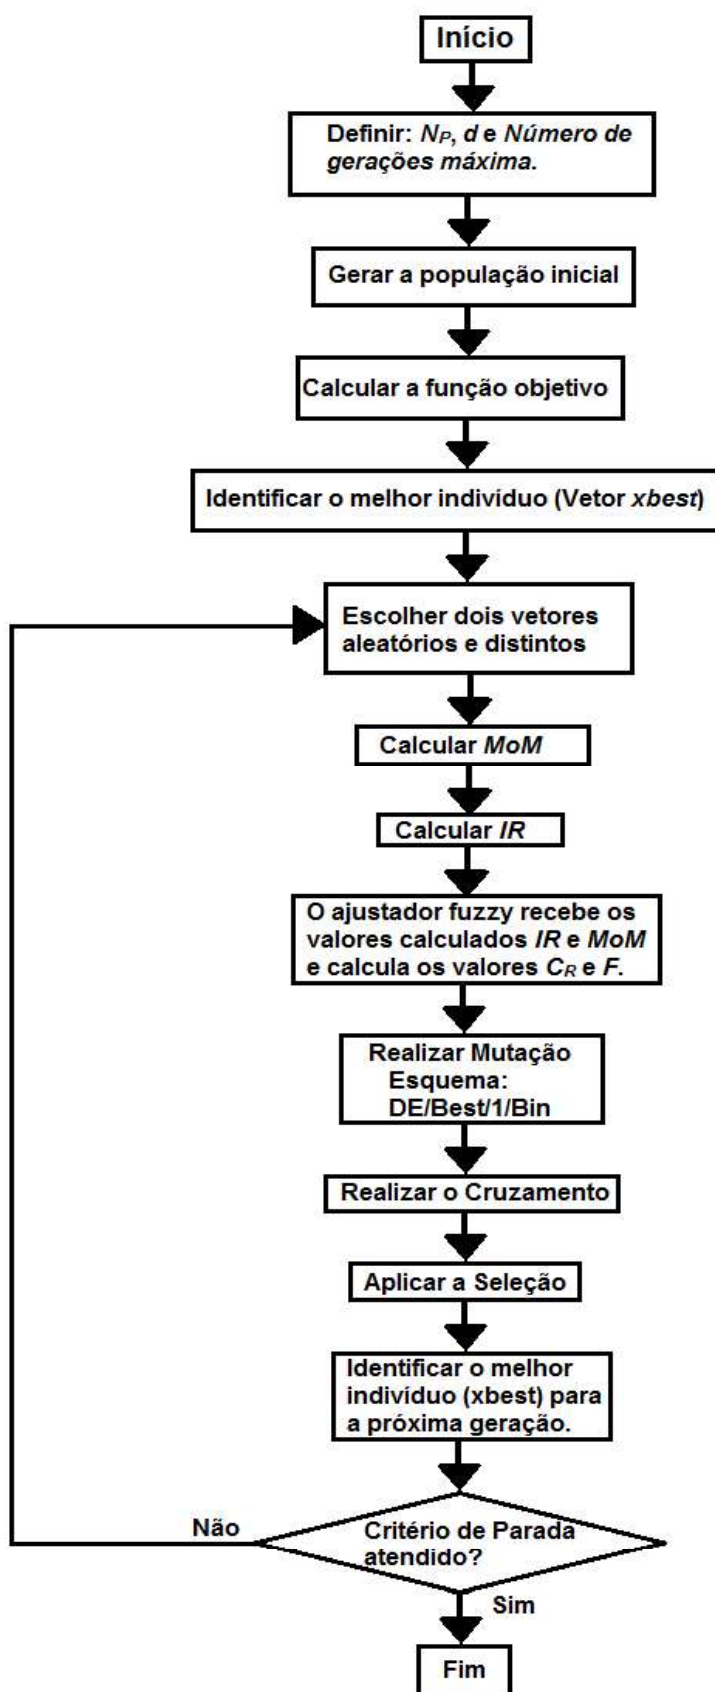 Início
Definir: NP, d e Número de
gerações máxima.
Gerar a população inicial
Calcular a função objetivo
Identificar o melhor indivíduo (Vetor xbest)
Escolher dois vetores
aleatórios e distintos
Calcular MoM
Calcular IR
O ajustador fuzzy recebe os
valores calculados IR e MoM
e calcula os valores CR e F.
Realizar Mutação
Esquema:
DE/Best/1/Bin
Realizar o Cruzamento
Aplicar a Seleção
Identificar o melhor
indivíduo (xbest) para
a próxima geração.
Não
Critério de Parada
atendido?
Sim
Fim